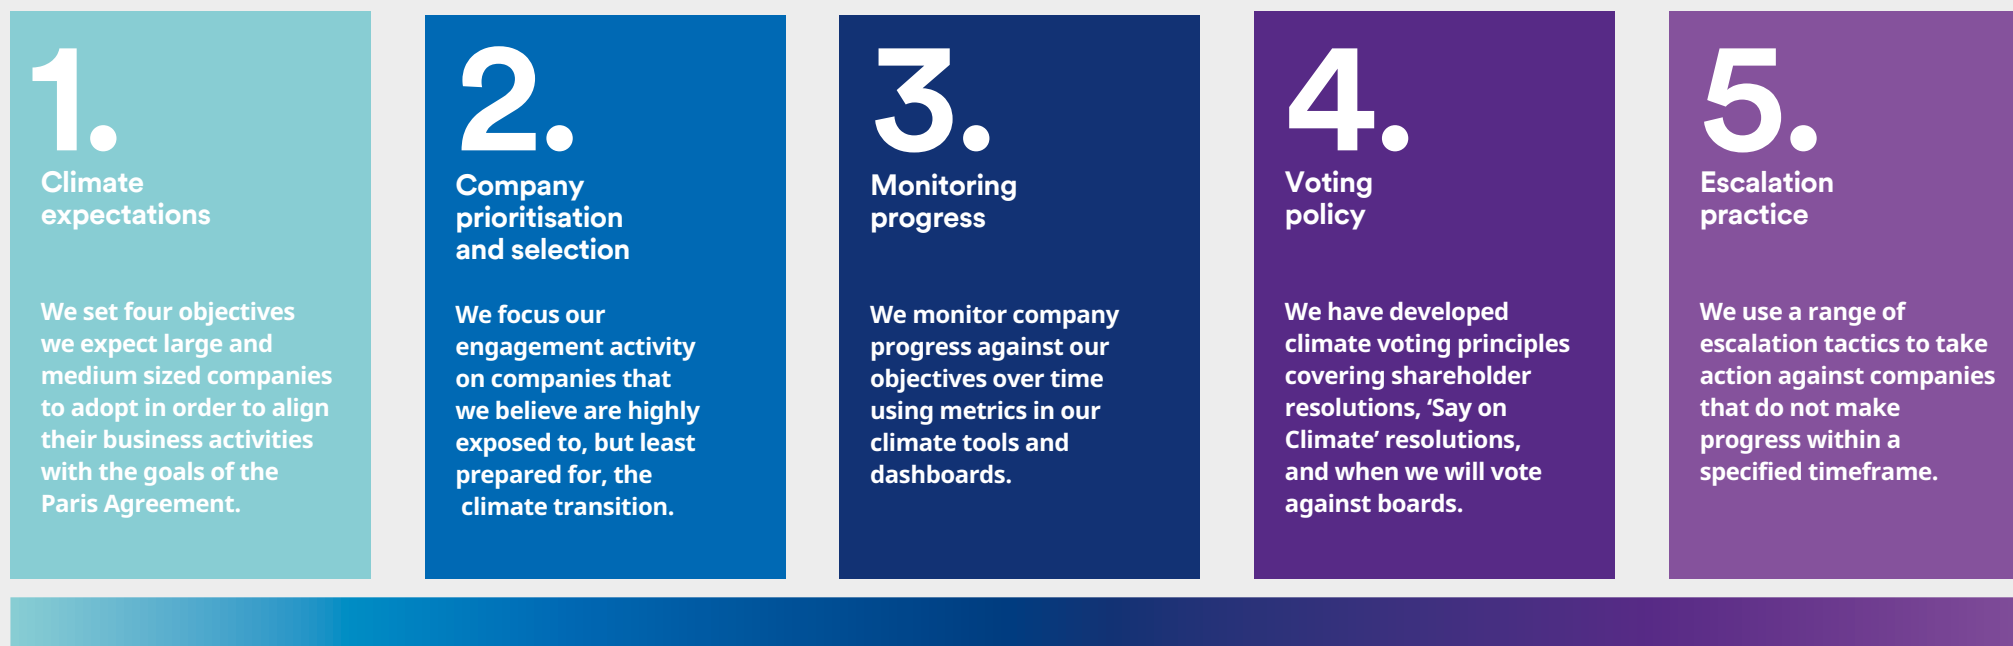 1.
Climate
expectations
We set four objectives
we expect large and
medium sized companies
to adopt in order to align
their business activities
with the goals of the
Paris Agreement.
2.
Company
prioritisation
and selection
We focus our
engagement activity
on companies that
we believe are highly
exposed to, but least
prepared for, the
climate transition.
3.
Monitoring
progress
We monitor company
progress against our
objectives over time
using metrics in our
climate tools and
dashboards.
4.
Voting
policy
We have developed
climate voting principles
covering shareholder
resolutions, ‘Say on
Climate’ resolutions,
and when we will vote
against boards.
5.
Escalation
practice
We use a range of
escalation tactics to take
action against companies
that do not make
progress within a
specified timeframe.